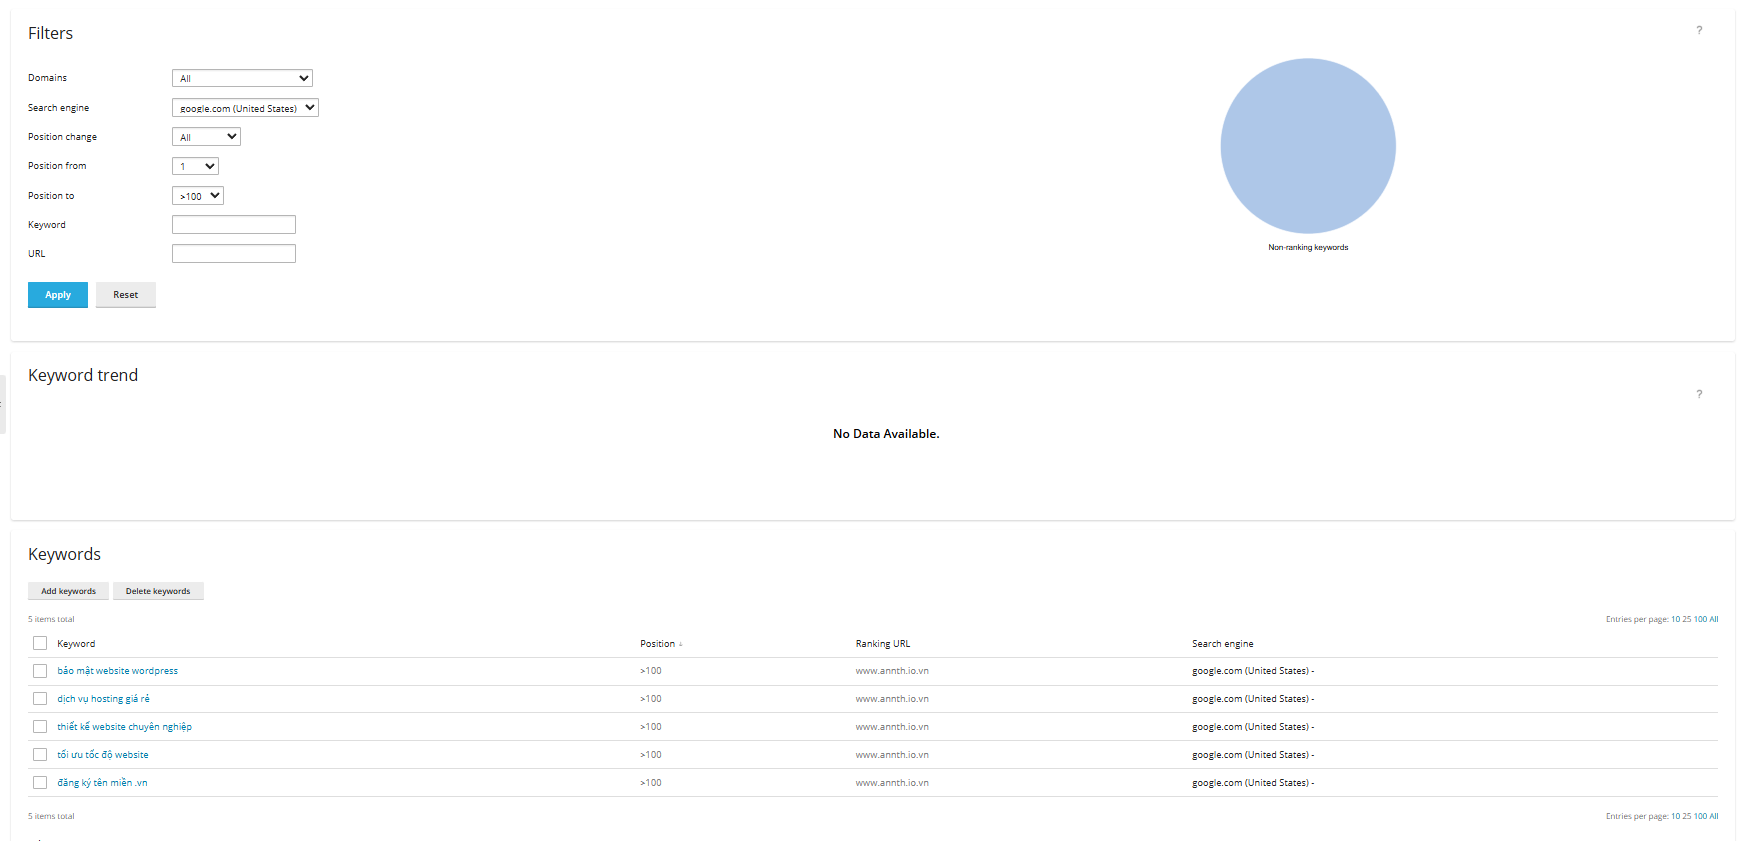 Filters
?
Domains All
Search engine google.com (United States)
Position change All
Position from 1
Position to >100
Keyword
URL
Apply Reset
Non-ranking keywords
Keyword trend
?
No Data Available.
Keywords
Add keywords Delete keywords
5 items total Entries per page: 10 25 100 All
Keyword Position Ranking URL Search engine
bảo mật website wordpress >100 www.annth.io.vn google.com (United States) -
dịch vụ hosting giá rẻ >100 www.annth.io.vn google.com (United States) -
thiết kế website chuyên nghiệp >100 www.annth.io.vn google.com (United States) -
tối ưu tốc độ website >100 www.annth.io.vn google.com (United States) -
đăng ký tên miền .vn >100 www.annth.io.vn google.com (United States) -
5 items total Entries per page: 10 25 100 All